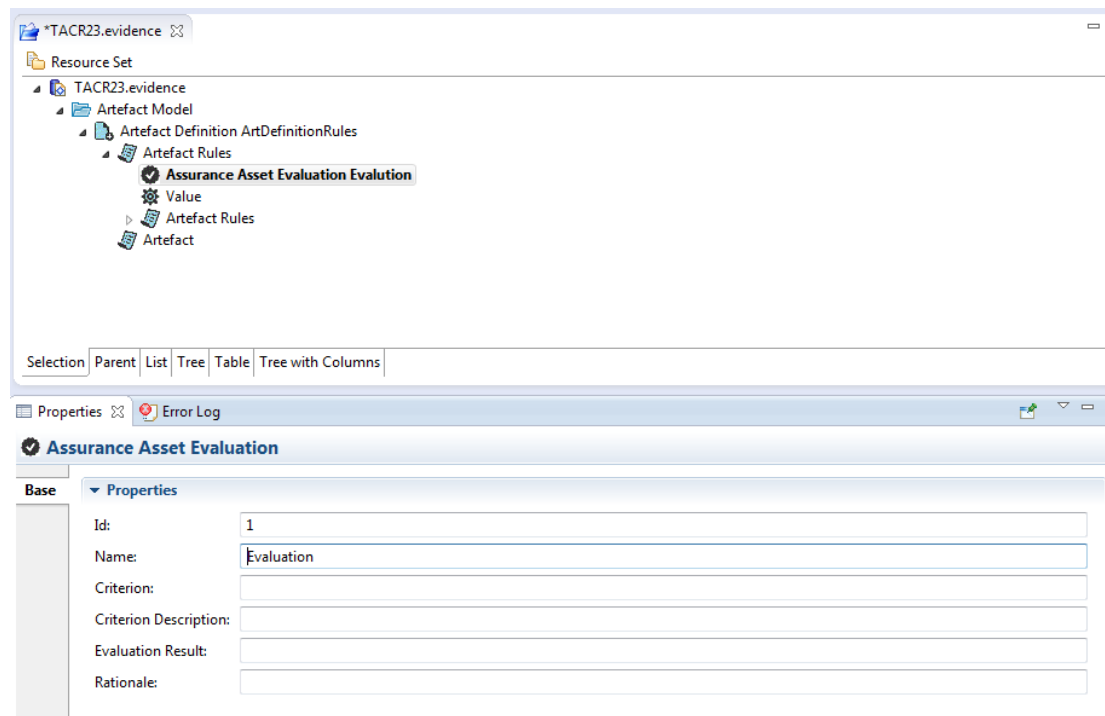 *TACR23.evidence
Resource Set
TACR23.evidence
Artefact Model
Artefact Definition ArtDefinitionRules
Artefact Rules
Assurance Asset Evaluation Evalution
Value
Artefact Rules
Artefact
Selection Parent List Tree Table Tree with Columns
Properties Error Log
Assurance Asset Evaluation
Base Properties
Id: 1
Name: Evaluation
Criterion:
Criterion Description:
Evaluation Result:
Rationale: